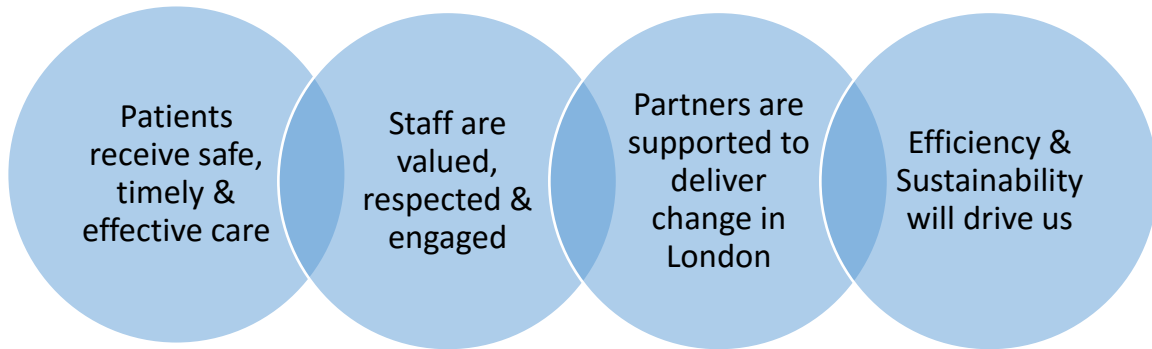 Patients
receive safe,
timely &
effective care
Staff are
valued,
respected &
engaged
Partners are
supported to
deliver
change in
London
Efficiency &
Sustainability
will drive us